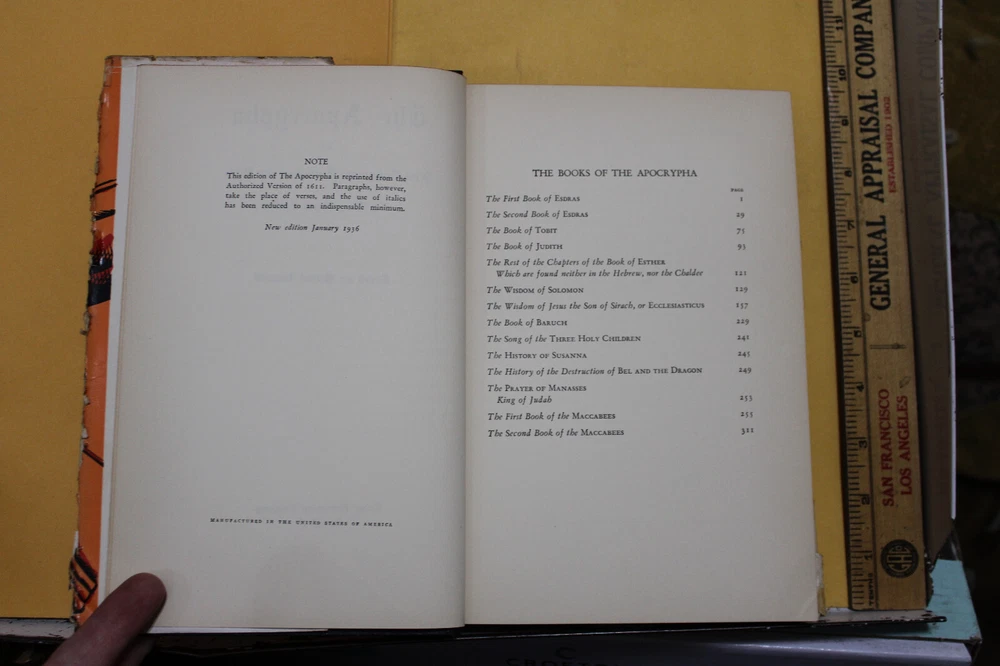 NOTE
This edition of The Apocrypha is reprinted from the
Authorized Version of 1611. Paragraphs, however,
take the place of verses, and the use of italics
has been reduced to an indispensable minimum.
New edition January 1936
MANUFACTURED IN THE UNITED STATES OF AMERICA
THE BOOKS OF THE APOCRYPHA
PAGE
The First Book of ESDRAS 1
The Second Book of ESDRAS 29
The Book of TOBIT 75
The Book of JUDITH 93
The Rest of the Chapters of the Book of ESTHER
Which are found neither in the Hebrew, nor the Chaldee 121
The WISDOM OF SOLOMON 129
The Wisdom of Jesus the Son of Sirach, or ECCLESIASTICUS 157
The Book of BARUCH 229
The Song of the THREE HOLY CHILDREN 241
The HISTORY OF SUSANNA 245
The History of the Destruction of BEL AND THE DRAGON 249
The PRAYER OF MANASSES
King of Judah 253
The First Book of the MACCABEES 255
The Second Book of the MACCABEES 311
GENERAL APPRAISAL COMPAN
ESTABLISHED 1902
SAN FRANCISCO
LOS ANGELES